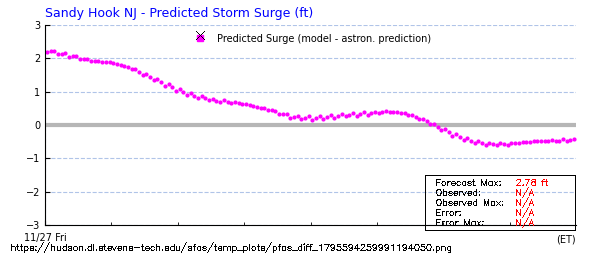 Sandy Hook NJ - Predicted Storm Surge (ft)
3
Predicted Surge (model - astron. prediction)
2
1
0
−1
−2
−3
Forecast Max: 2.78 ft
Observed: N/A
Observed Max: N/A
Error: N/A
Error Max: N/A
11/27 Fri
(ET)
https://hudson.dl.stevens-tech.edu/sfas/temp_plots/pfas_diff_1795594259991194050.png